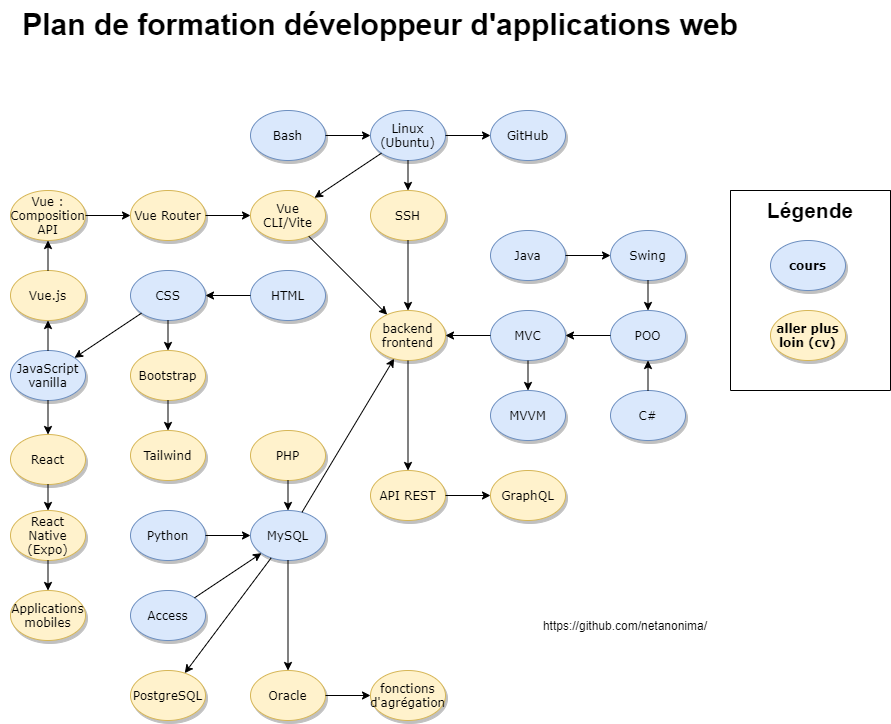 Plan de formation développeur d'applications web
Bash
Linux
(Ubuntu)
GitHub
Vue :
Composition
API
Vue Router
Vue
CLI/Vite
SSH
Légende
Java
Swing
cours
Vue.js
CSS
HTML
backend
frontend
MVC
POO
aller plus
loin (cv)
JavaScript
vanilla
Bootstrap
MVVM
C#
React
Tailwind
PHP
API REST
GraphQL
React
Native
(Expo)
Python
MySQL
Applications
mobiles
Access
https://github.com/netanonima/
PostgreSQL
Oracle
fonctions
d'agrégation